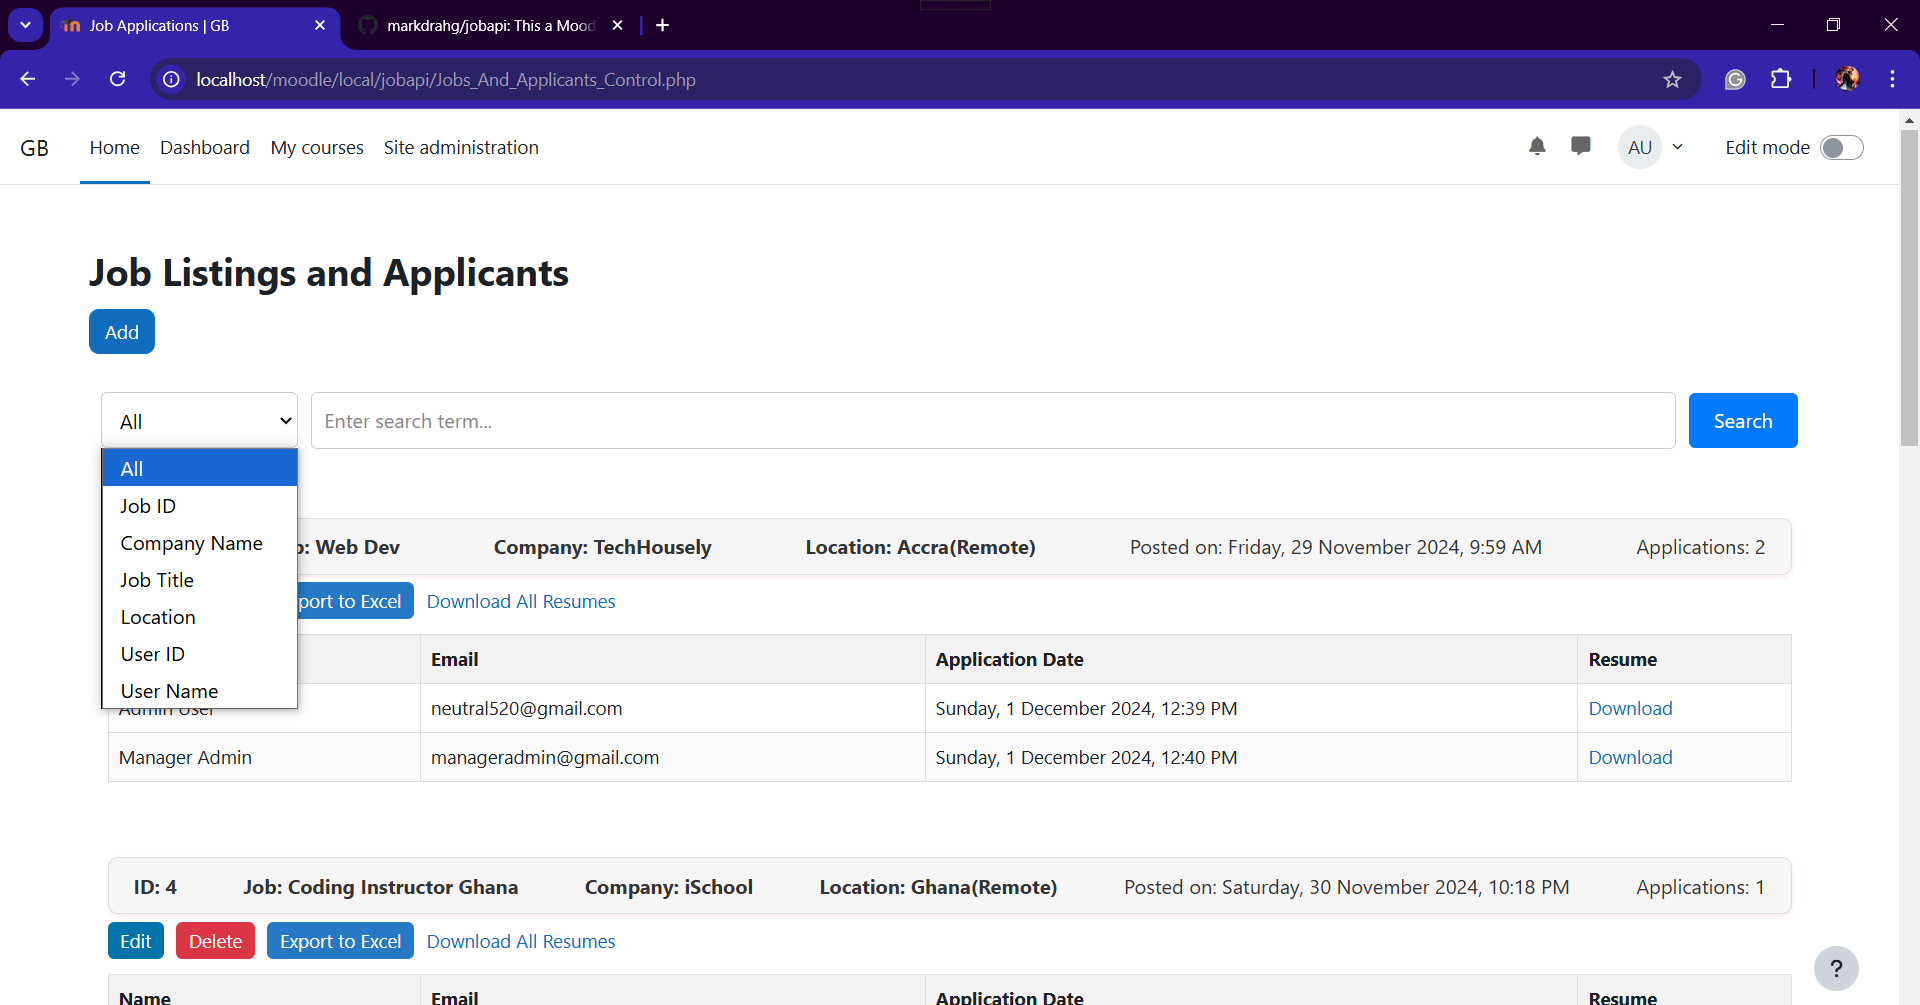 Job Applications | GB
markdrahg/jobapi: This a Mood
localhost/moodle/local/jobapi/Jobs_And_Applicants_Control.php
GB Home Dashboard My courses Site administration AU Edit mode
Job Listings and Applicants
Add
All Enter search term... Search
All
Job ID
Company Name
Job Title
Location
User ID
User Name
b: Web Dev Company: TechHousely Location: Accra(Remote) Posted on: Friday, 29 November 2024, 9:59 AM Applications: 2
port to Excel Download All Resumes
Email Application Date Resume
Admin User neutral520@gmail.com Sunday, 1 December 2024, 12:39 PM Download
Manager Admin manageradmin@gmail.com Sunday, 1 December 2024, 12:40 PM Download
ID: 4 Job: Coding Instructor Ghana Company: iSchool Location: Ghana(Remote) Posted on: Saturday, 30 November 2024, 10:18 PM Applications: 1
Edit Delete Export to Excel Download All Resumes
?
Name Email Application Date Resume